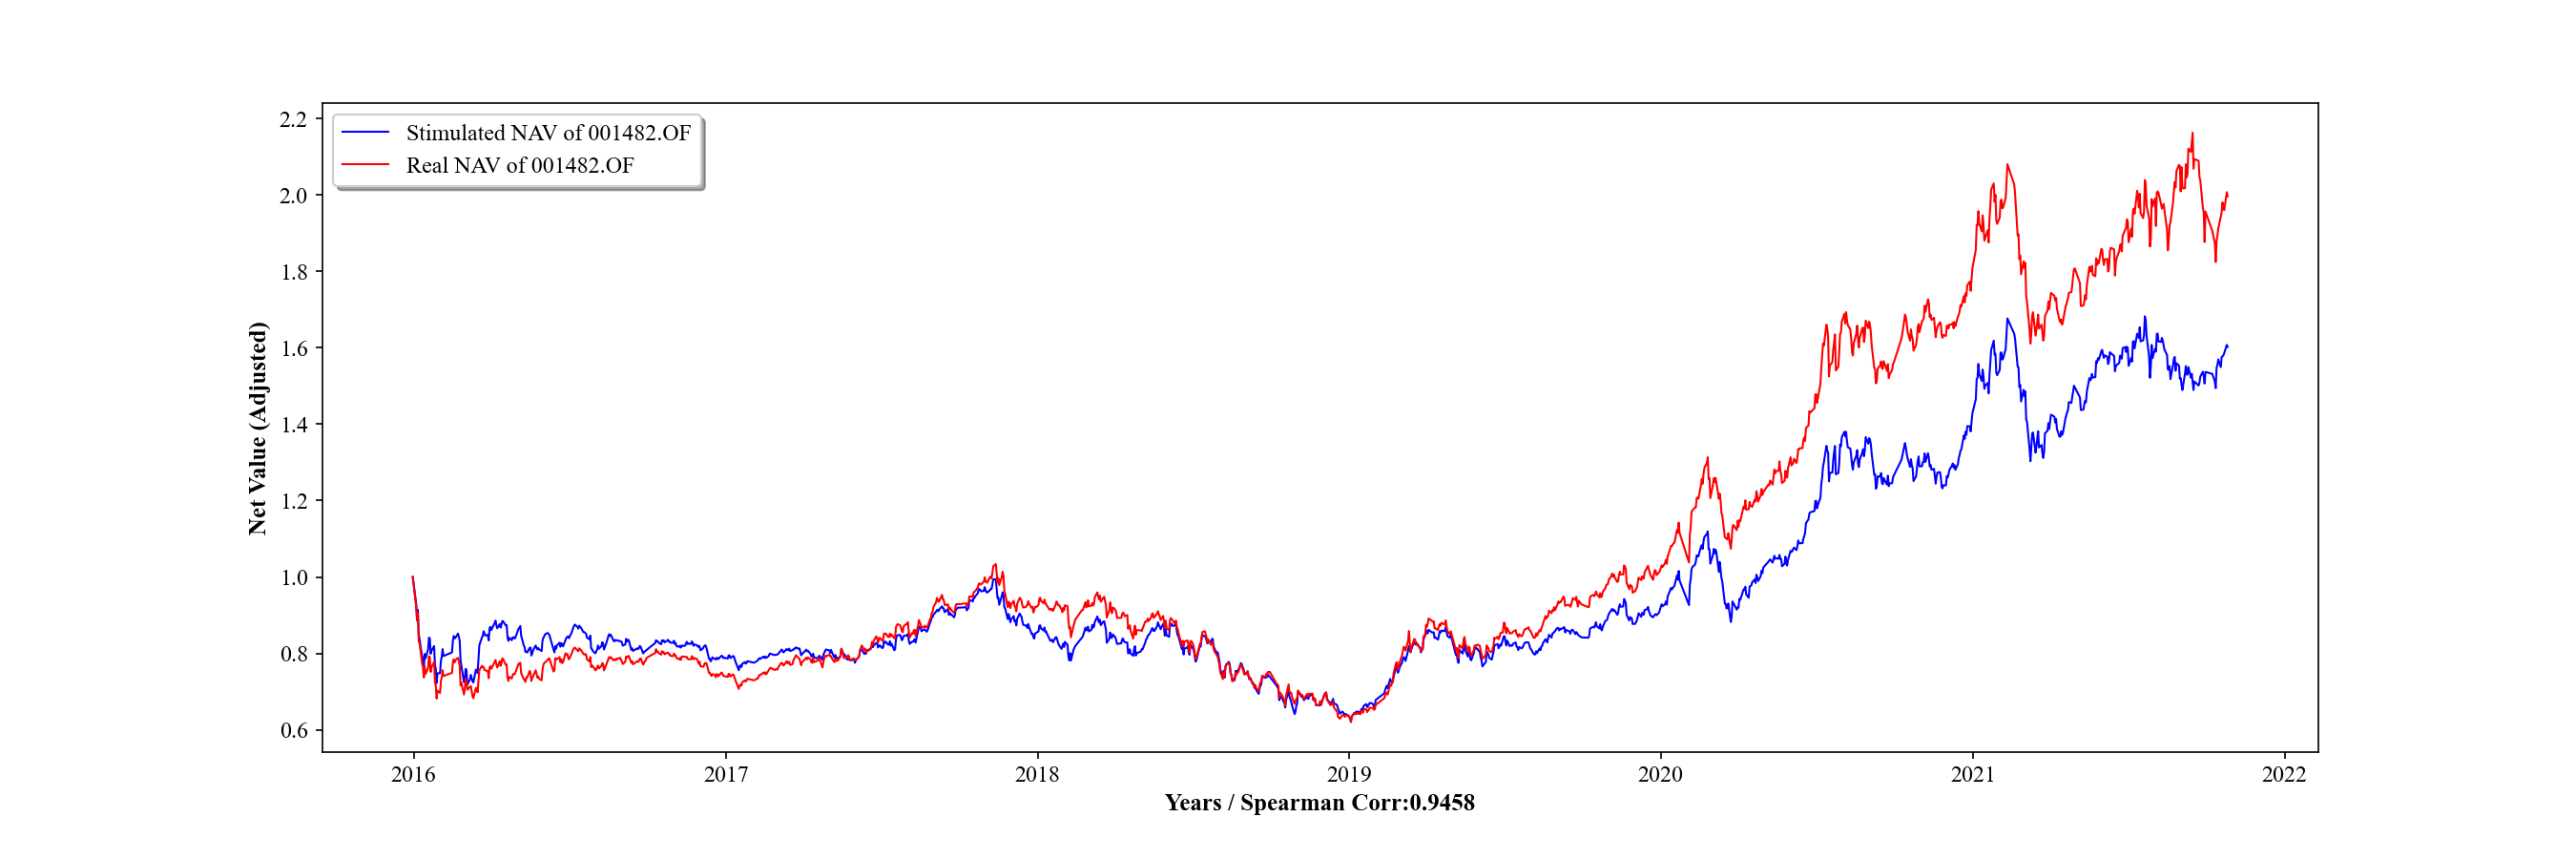 Stimulated NAV of 001482.OF
Real NAV of 001482.OF
2.2
2.0
1.8
1.6
1.4
1.2
1.0
0.8
0.6
Net Value (Adjusted)
2016 2017 2018 2019 2020 2021 2022
Years / Spearman Corr:0.9458